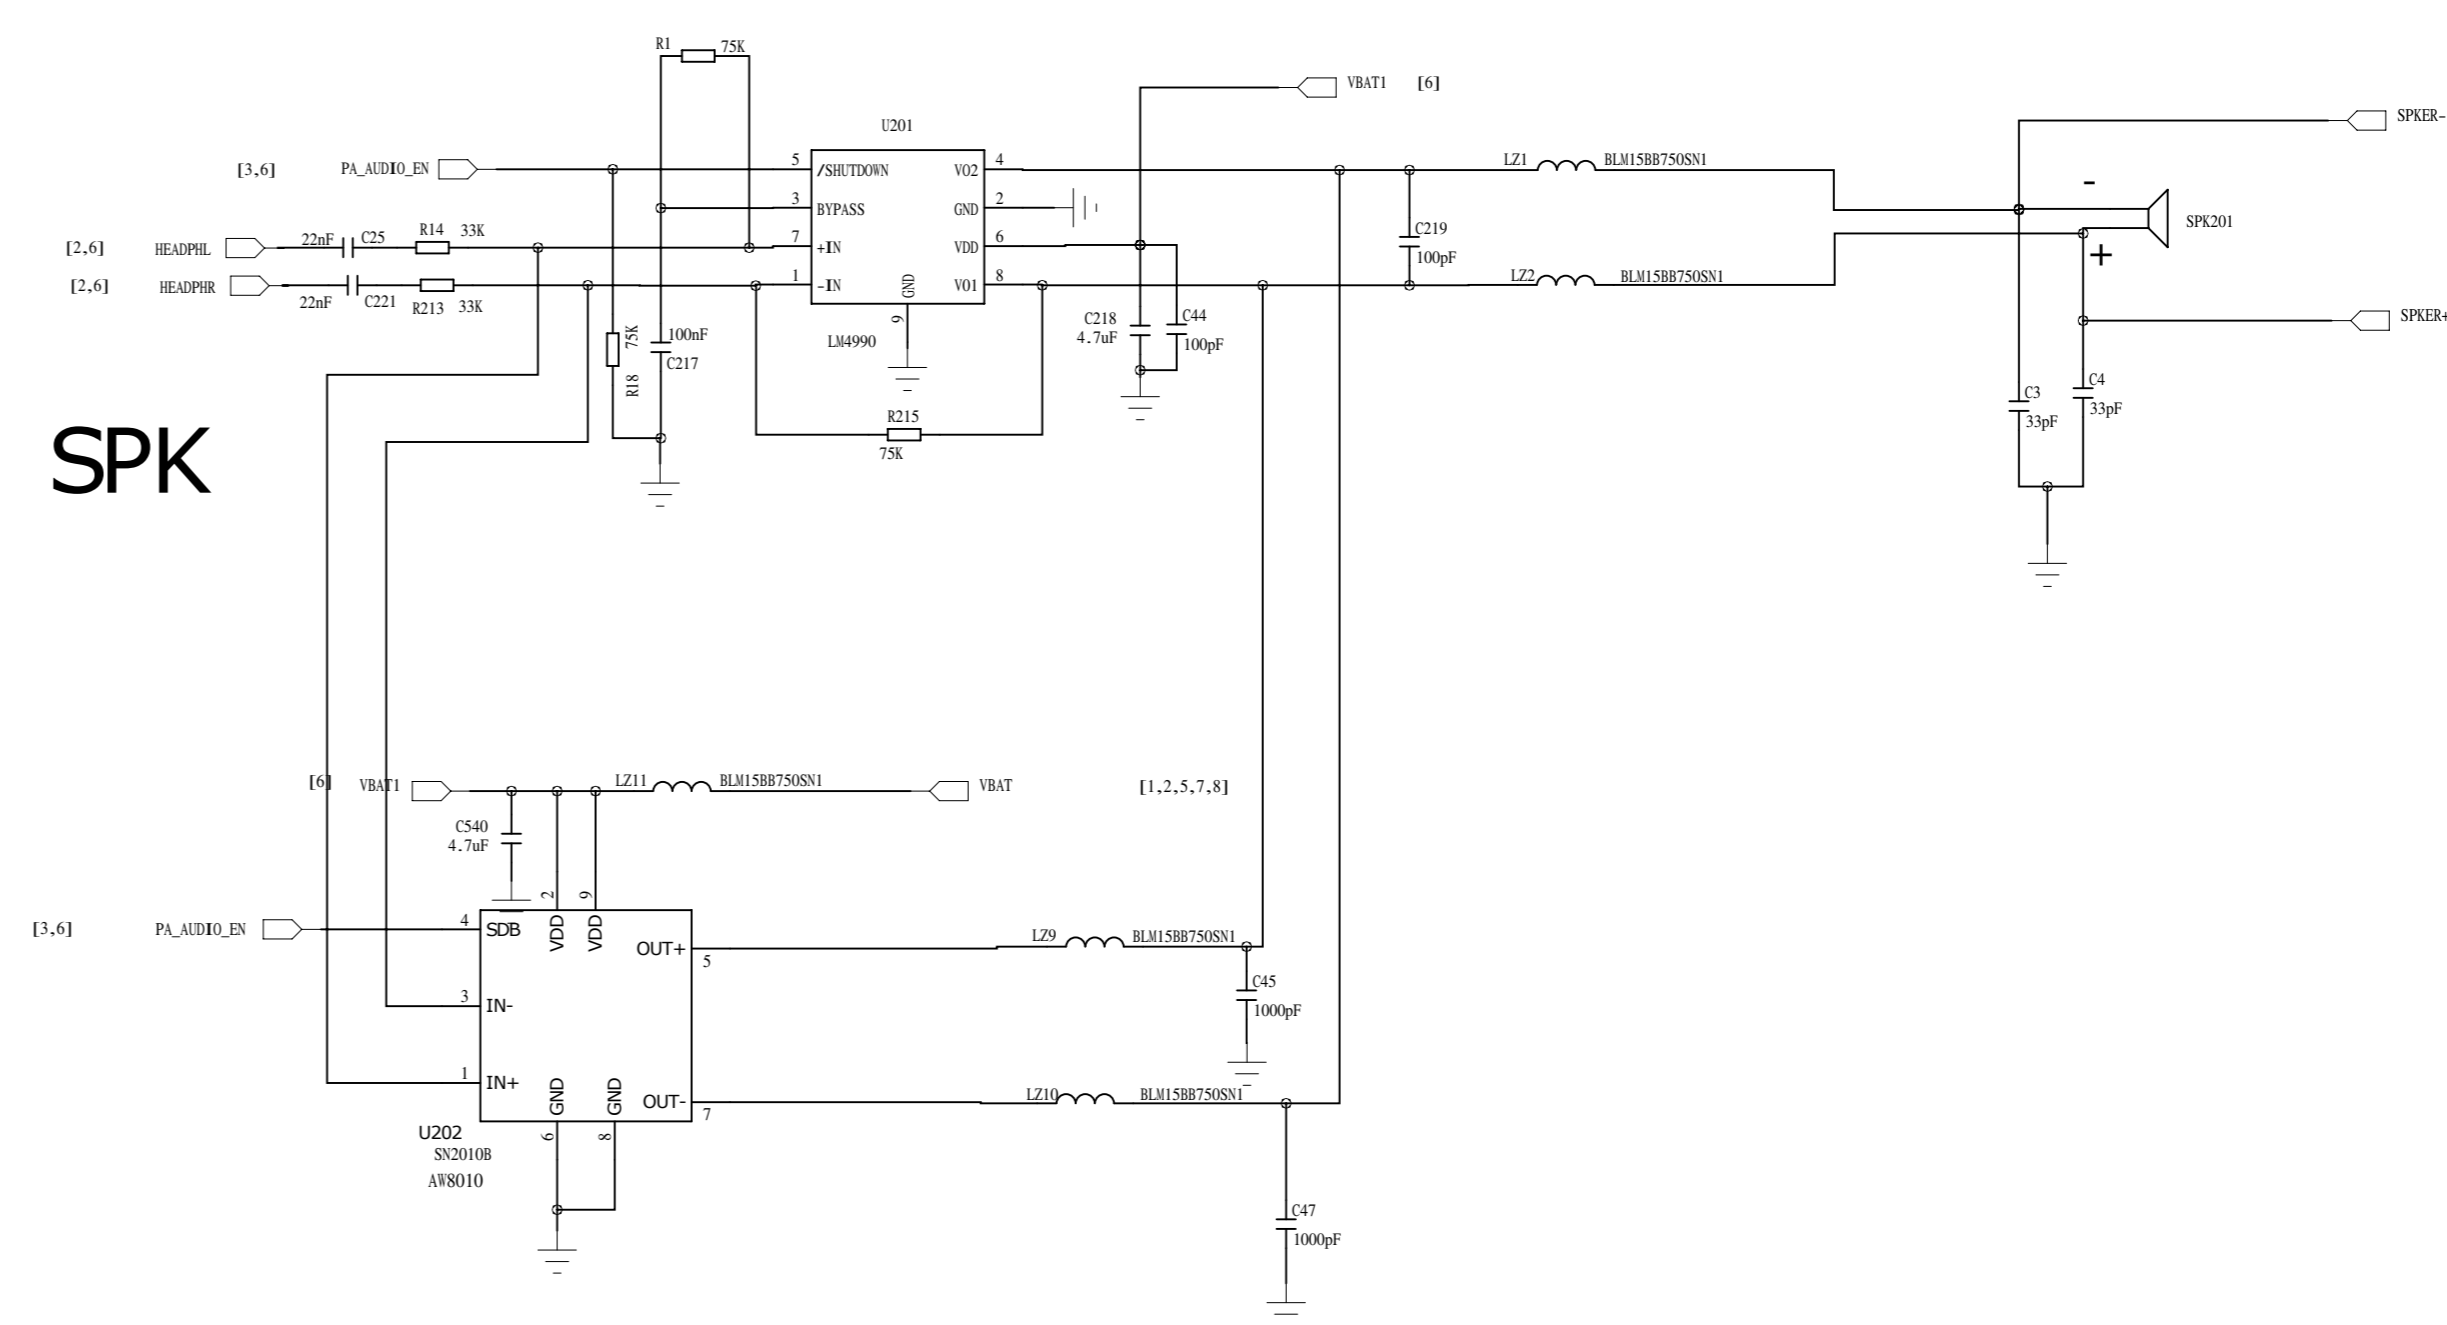 R1 75K
VBAT1 [6]
SPKER-
U201
[3,6] PA_AUDIO_EN 5 /SHUTDOWN VO2 4 LZ1 BLM15BB750SN1
-
3 BYPASS GND 2
SPK201
[2,6] HEADPHL 22nF C25 R14 33K 7 +IN VDD 6 C219 100pF
+
[2,6] HEADPHR 22nF C221 R213 33K 1 -IN GND VO1 8 LZ2 BLM15BB750SN1
9
LM4990
75K R18
100nF
C217
C218
4.7uF
C44
100pF
SPKER+
C3
33pF
C4
33pF
R215
75K
SPK
[6] VBAT1 LZ11 BLM15BB750SN1 VBAT [1,2,5,7,8]
C540
4.7uF
2 9
[3,6] PA_AUDIO_EN 4 SDB VDD VDD OUT+ 5 LZ9 BLM15BB750SN1
C45
1000pF
3 IN-
1 IN+ GND GND OUT- 7 LZ10 BLM15BB750SN1
6 8
U202
SN2010B
AW8010
C47
1000pF